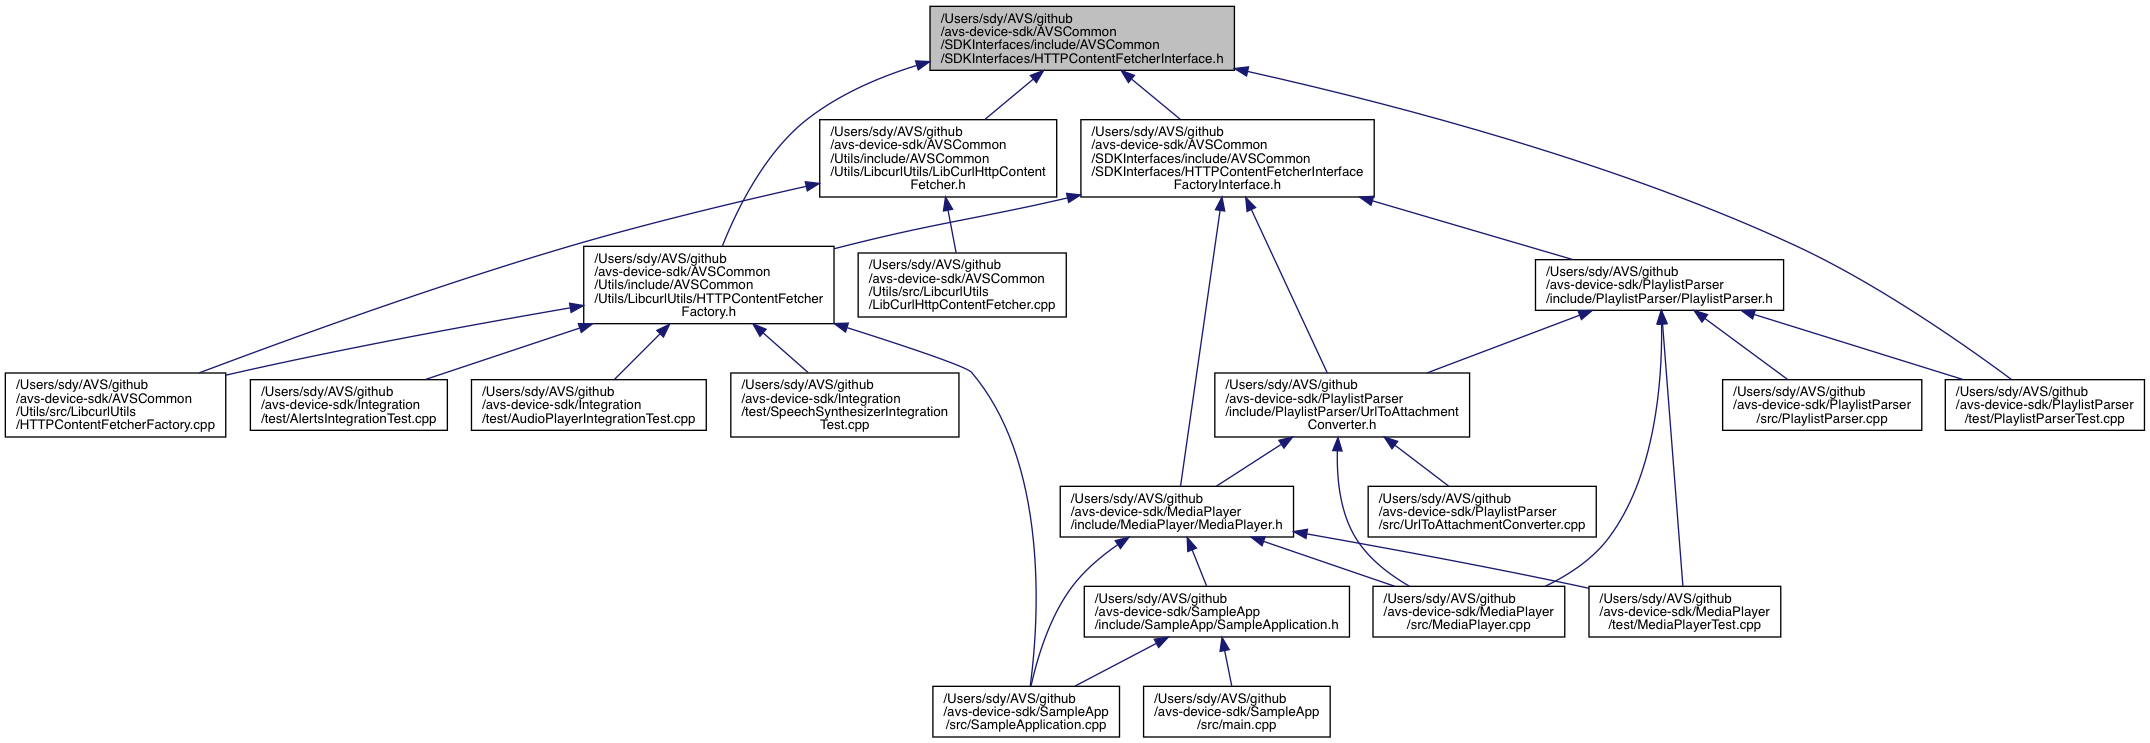 /Users/sdy/AVS/github
/avs-device-sdk/AVSCommon
/SDKInterfaces/include/AVSCommon
/SDKInterfaces/HTTPContentFetcherInterface.h
/Users/sdy/AVS/github
/avs-device-sdk/AVSCommon
/Utils/include/AVSCommon
/Utils/LibcurlUtils/LibCurlHttpContent
Fetcher.h
/Users/sdy/AVS/github
/avs-device-sdk/AVSCommon
/SDKInterfaces/include/AVSCommon
/SDKInterfaces/HTTPContentFetcherInterface
FactoryInterface.h
/Users/sdy/AVS/github
/avs-device-sdk/AVSCommon
/Utils/include/AVSCommon
/Utils/LibcurlUtils/HTTPContentFetcher
Factory.h
/Users/sdy/AVS/github
/avs-device-sdk/AVSCommon
/Utils/src/LibcurlUtils
/LibCurlHttpContentFetcher.cpp
/Users/sdy/AVS/github
/avs-device-sdk/PlaylistParser
/include/PlaylistParser/PlaylistParser.h
/Users/sdy/AVS/github
/avs-device-sdk/AVSCommon
/Utils/src/LibcurlUtils
/HTTPContentFetcherFactory.cpp
/Users/sdy/AVS/github
/avs-device-sdk/Integration
/test/AlertsIntegrationTest.cpp
/Users/sdy/AVS/github
/avs-device-sdk/Integration
/test/AudioPlayerIntegrationTest.cpp
/Users/sdy/AVS/github
/avs-device-sdk/Integration
/test/SpeechSynthesizerIntegration
Test.cpp
/Users/sdy/AVS/github
/avs-device-sdk/PlaylistParser
/include/PlaylistParser/UrlToAttachment
Converter.h
/Users/sdy/AVS/github
/avs-device-sdk/PlaylistParser
/src/PlaylistParser.cpp
/Users/sdy/AVS/github
/avs-device-sdk/PlaylistParser
/test/PlaylistParserTest.cpp
/Users/sdy/AVS/github
/avs-device-sdk/MediaPlayer
/include/MediaPlayer/MediaPlayer.h
/Users/sdy/AVS/github
/avs-device-sdk/PlaylistParser
/src/UrlToAttachmentConverter.cpp
/Users/sdy/AVS/github
/avs-device-sdk/SampleApp
/include/SampleApp/SampleApplication.h
/Users/sdy/AVS/github
/avs-device-sdk/MediaPlayer
/src/MediaPlayer.cpp
/Users/sdy/AVS/github
/avs-device-sdk/MediaPlayer
/test/MediaPlayerTest.cpp
/Users/sdy/AVS/github
/avs-device-sdk/SampleApp
/src/SampleApplication.cpp
/Users/sdy/AVS/github
/avs-device-sdk/SampleApp
/src/main.cpp